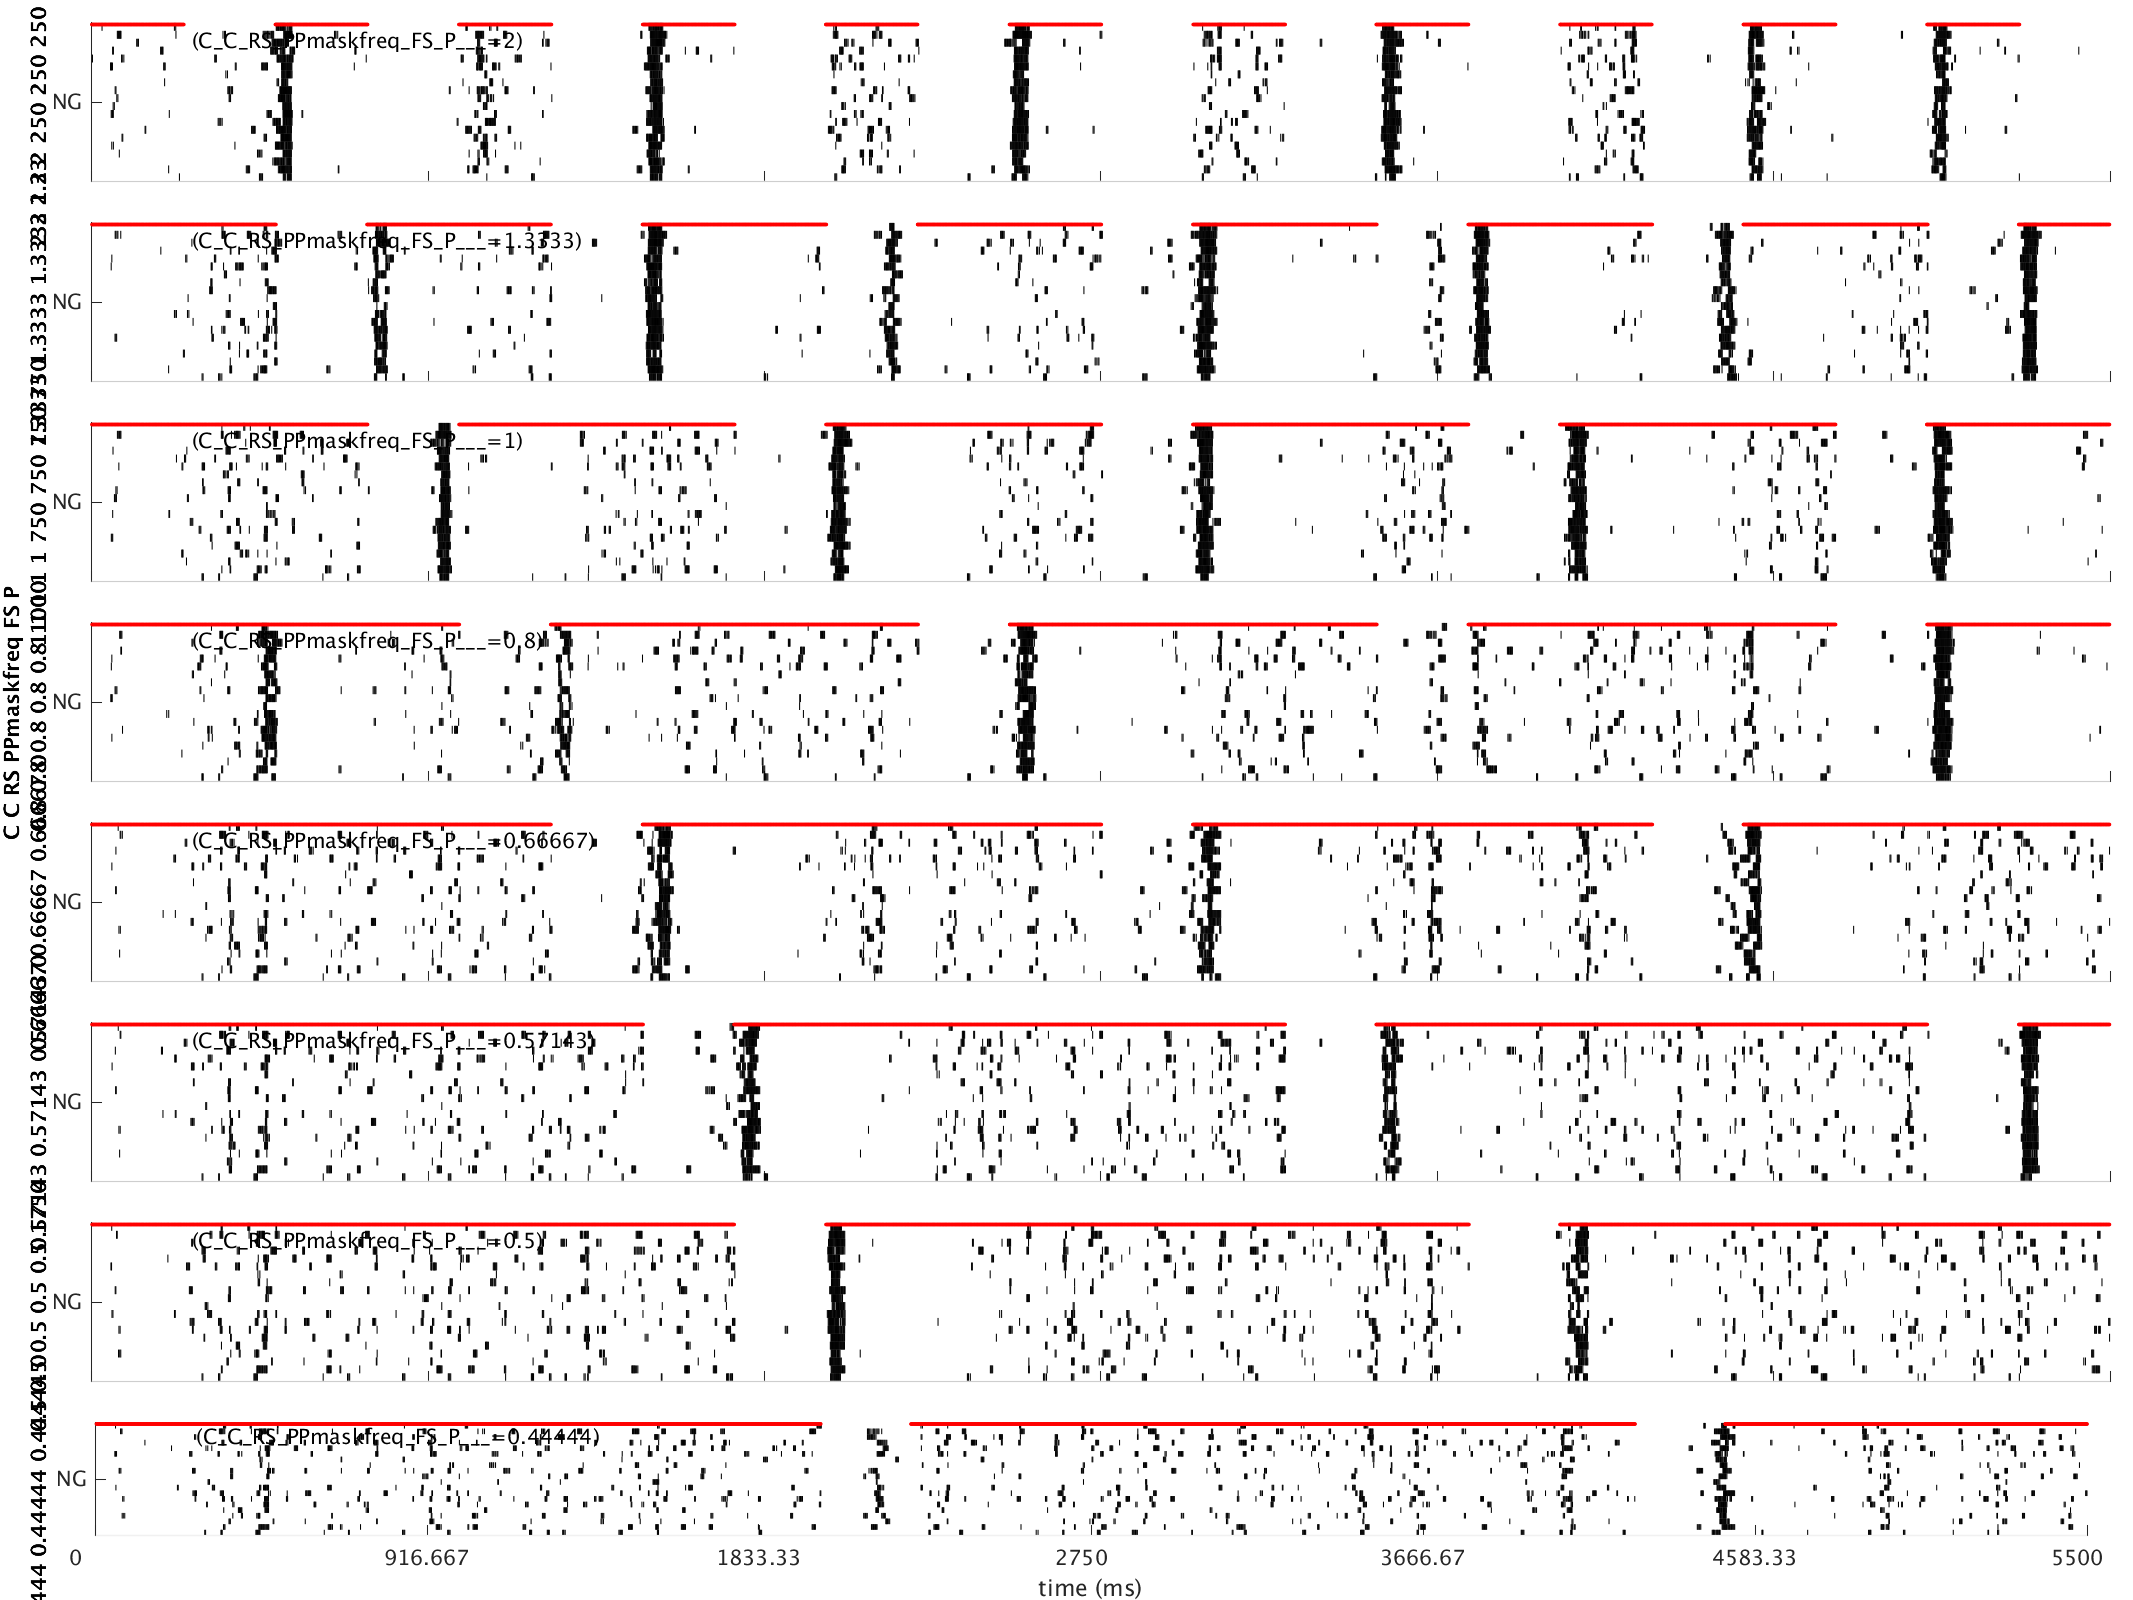 (C_C_RS_PPmaskfreq_FS_P___=2)
NG
(C_C_RS_PPmaskfreq_FS_P___=1.3333)
NG
(C_C_RS_PPmaskfreq_FS_P___=1)
NG
(C_C_RS_PPmaskfreq_FS_P___=0.8)
NG
(C_C_RS_PPmaskfreq_FS_P___=0.66667)
NG
(C_C_RS_PPmaskfreq_FS_P___=0.57143)
NG
(C_C_RS_PPmaskfreq_FS_P___=0.5)
NG
(C_C_RS_PPmaskfreq_FS_P___=0.44444)
NG
0 916.667 1833.33 2750 3666.67 4583.33 5500
time (ms)
C C RS PPmaskfreq FS P